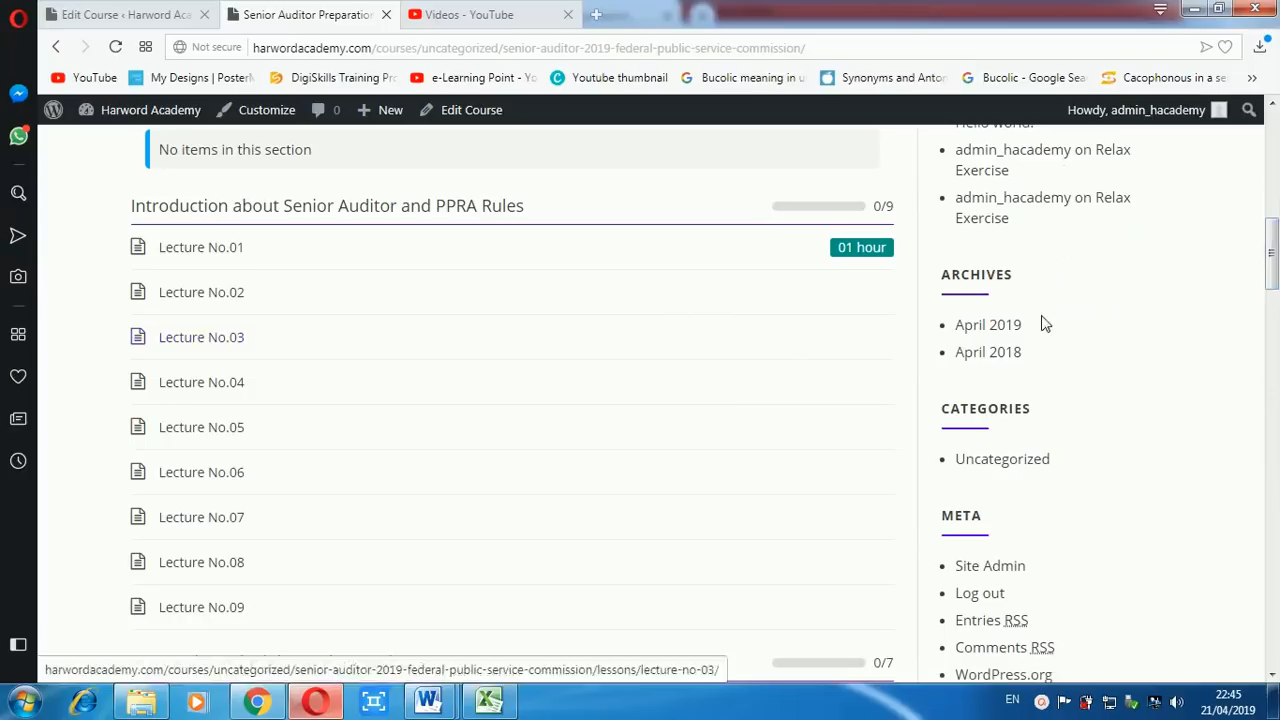 Edit Course ‹ Harword Aca
Senior Auditor Preparation
Videos - YouTube
Not secure
harwordacademy.com/courses/uncategorized/senior-auditor-2019-federal-public-service-commission/
YouTube
My Designs | PosterM
DigiSkills Training Pr
e-Learning Point - Yo
Youtube thumbnail
Bucolic meaning in u
Synonyms and Anton
Bucolic - Google Sea
Cacophonous in a se
Harword Academy
Customize
0
New
Edit Course
Howdy, admin_hacademy
No items in this section
Introduction about Senior Auditor and PPRA Rules
0/9
Lecture No.01
01 hour
Lecture No.02
Lecture No.03
Lecture No.04
Lecture No.05
Lecture No.06
Lecture No.07
Lecture No.08
Lecture No.09
0/7
Hello world!
admin_hacademy on Relax
Exercise
admin_hacademy on Relax
Exercise
ARCHIVES
April 2019
April 2018
CATEGORIES
Uncategorized
META
Site Admin
Log out
Entries RSS
Comments RSS
WordPress.org
harwordacademy.com/courses/uncategorized/senior-auditor-2019-federal-public-service-commission/lessons/lecture-no-03/
EN
22:45
21/04/2019